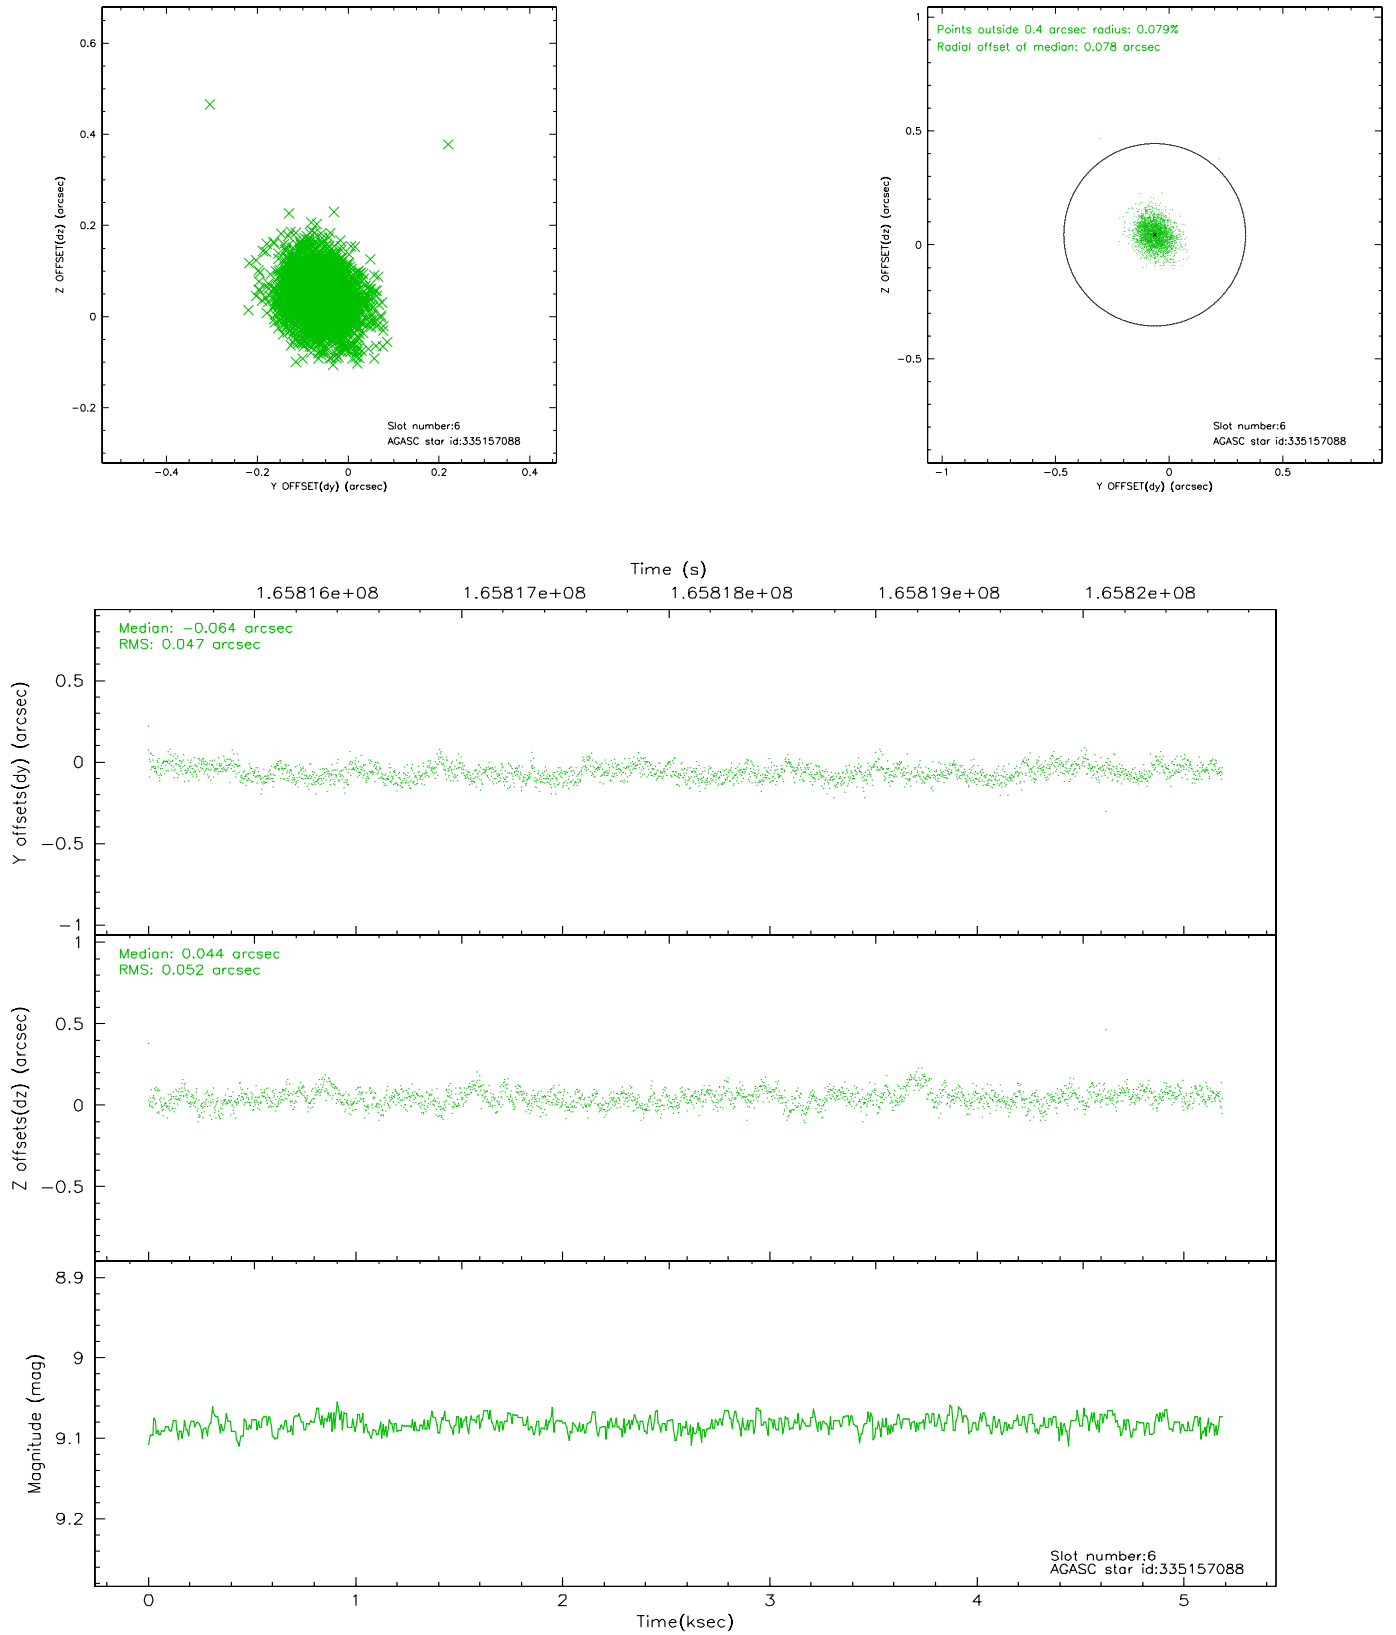 0.6
0.4
0.2
0
−0.2
Z OFFSET(dz) (arcsec)
Slot number:6
AGASC star id:335157088
−0.4
−0.2
0
0.2
0.4
Y OFFSET(dy) (arcsec)
Points outside 0.4 arcsec radius: 0.079%
Radial offset of median: 0.078 arcsec
1
0.5
0
−0.5
Z OFFSET(dz) (arcsec)
Slot number:6
AGASC star id:335157088
−1
−0.5
0
0.5
Y OFFSET(dy) (arcsec)
Time (s)
1.65816e+08
1.65817e+08
1.65818e+08
1.65819e+08
1.6582e+08
Median: −0.064 arcsec
RMS: 0.047 arcsec
0.5
0
−0.5
−1
Y offsets(dy) (arcsec)
Median: 0.044 arcsec
RMS: 0.052 arcsec
1
0.5
0
−0.5
Z offsets(dz) (arcsec)
8.9
9
9.1
9.2
Magnitude (mag)
Slot number:6
AGASC star id:335157088
0
1
2
3
4
5
Time(ksec)